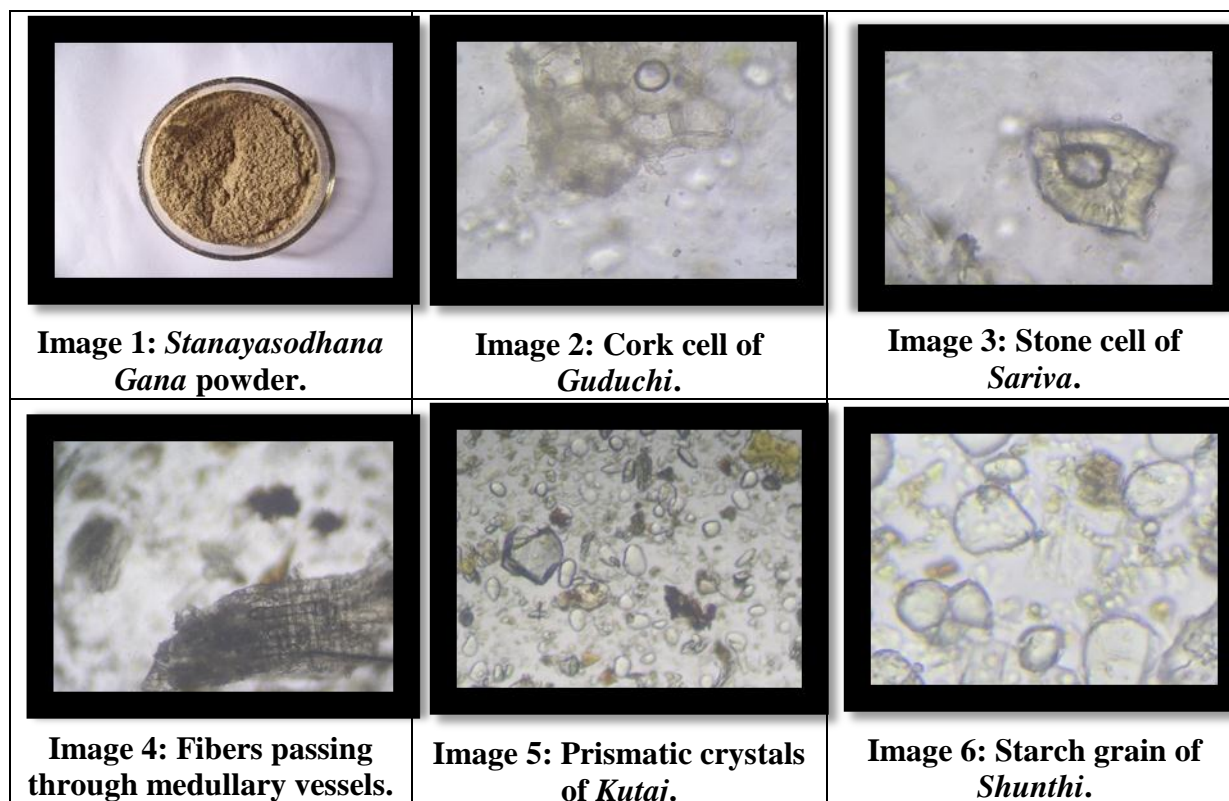 Image 1: Stanayasodhana
Gana powder.
Image 2: Cork cell of
Guduchi.
Image 3: Stone cell of
Sariva.
Image 4: Fibers passing
through medullary vessels.
Image 5: Prismatic crystals
of Kutaj.
Image 6: Starch grain of
Shunthi.